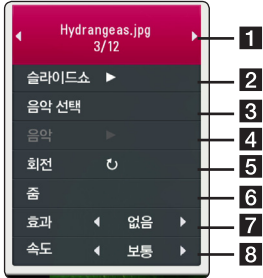 Hydrangeas.jpg
3/12
1
슬라이드쇼 ▶ 2
음악 선택 3
음악 ▶ 4
회전 ↻ 5
줌 6
효과 ◀ 없음 ▶ 7
속도 ◀ 보통 ▶ 8